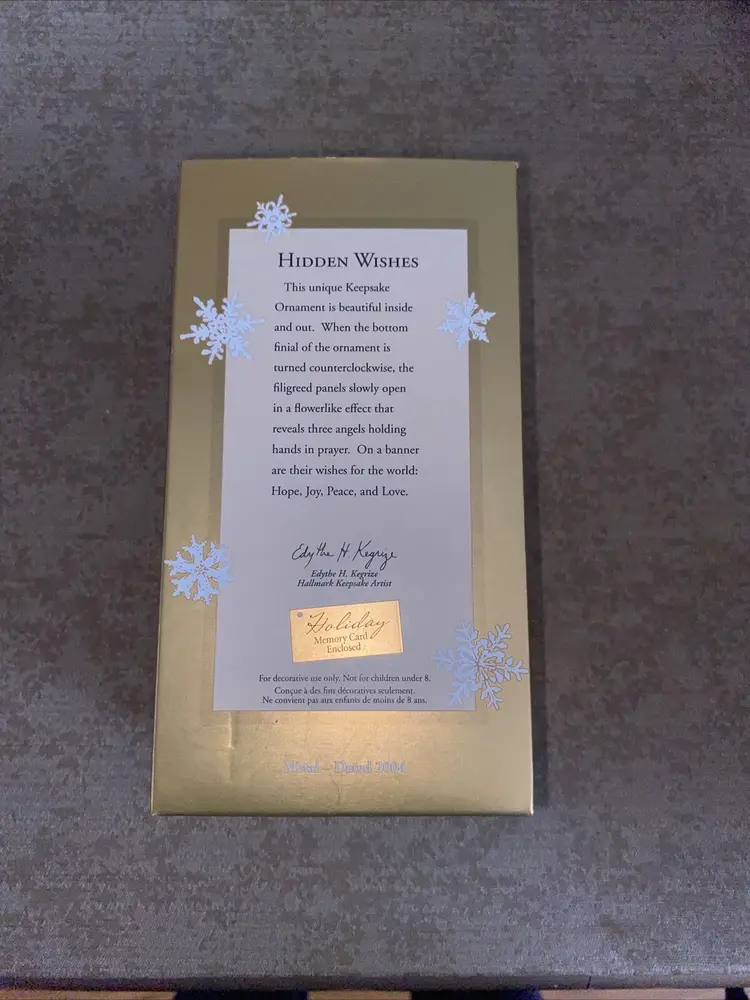 HIDDEN WISHES
This unique Keepsake
Ornament is beautiful inside
and out. When the bottom
finial of the ornament is
turned counterclockwise, the
filigreed panels slowly open
in a flowerlike effect that
reveals three angels holding
hands in prayer. On a banner
are their wishes for the world:
Hope, Joy, Peace, and Love.
Edythe H. Kegrize
Edythe H. Kegrize
Hallmark Keepsake Artist
Holiday
Memory Card
Enclosed
For decorative use only. Not for children under 8.
Conçue à des fins décoratives seulement.
Ne convient pas aux enfants de moins de 8 ans.
Metal – Dated 2004